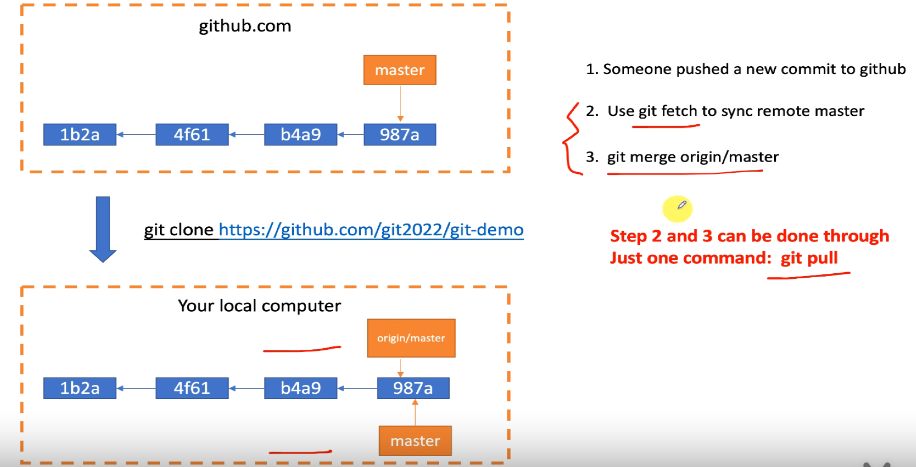 github.com
master
1b2a
4f61
b4a9
987a
1. Someone pushed a new commit to github
2. Use git fetch to sync remote master
3. git merge origin/master
git clone https://github.com/git2022/git-demo
Step 2 and 3 can be done through
Just one command: git pull
Your local computer
origin/master
1b2a
4f61
b4a9
987a
master